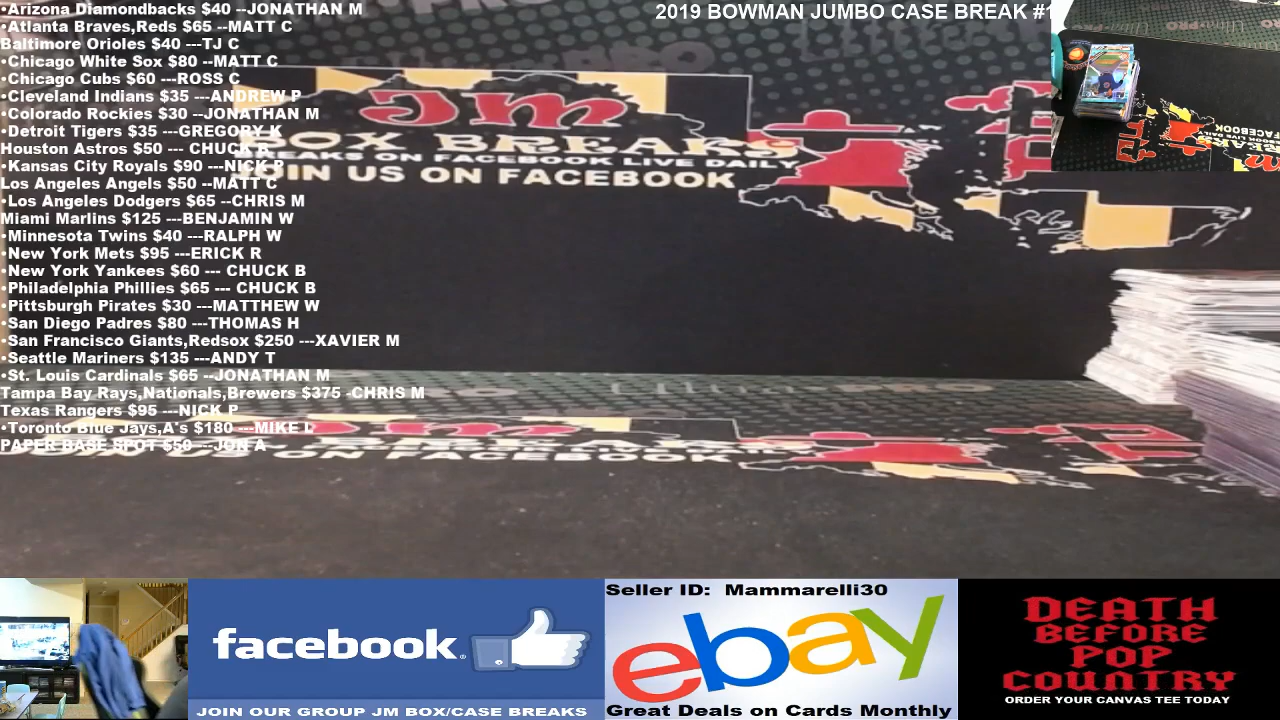 •Arizona Diamondbacks $40 --JONATHAN M
•Atlanta Braves,Reds $65 --MATT C
Baltimore Orioles $40 ---TJ C
•Chicago White Sox $80 --MATT C
•Chicago Cubs $60 ---ROSS C
•Cleveland Indians $35 ---ANDREW P
•Colorado Rockies $30 --JONATHAN M
•Detroit Tigers $35 ---GREGORY K
Houston Astros $50 --- CHUCK B
•Kansas City Royals $90 ---NICK P
Los Angeles Angels $50 --MATT C
•Los Angeles Dodgers $65 --CHRIS M
Miami Marlins $125 ---BENJAMIN W
•Minnesota Twins $40 ---RALPH W
•New York Mets $95 ---ERICK R
•New York Yankees $60 --- CHUCK B
•Philadelphia Phillies $65 --- CHUCK B
•Pittsburgh Pirates $30 ---MATTHEW W
•San Diego Padres $80 ---THOMAS H
•San Francisco Giants,Redsox $250 ---XAVIER M
•Seattle Mariners $135 ---ANDY T
•St. Louis Cardinals $65 --JONATHAN M
Tampa Bay Rays,Nationals,Brewers $375 -CHRIS M
Texas Rangers $95 ---NICK P
•Toronto Blue Jays,A's $180 ---MIKE L
PAPER BASE SPOT $50 ---JON A
2019 BOWMAN JUMBO CASE BREAK #1
JM
BOX BREAKS
BREAKS ON FACEBOOK LIVE DAILY
JOIN US ON FACEBOOK
ON FACEBOOK
FACEBOOK
facebook
JOIN OUR GROUP JM BOX/CASE BREAKS
Seller ID: Mammarelli30
ebay
Great Deals on Cards Monthly
DEATH
BEFORE
POP
COUNTRY
ORDER YOUR CANVAS TEE TODAY